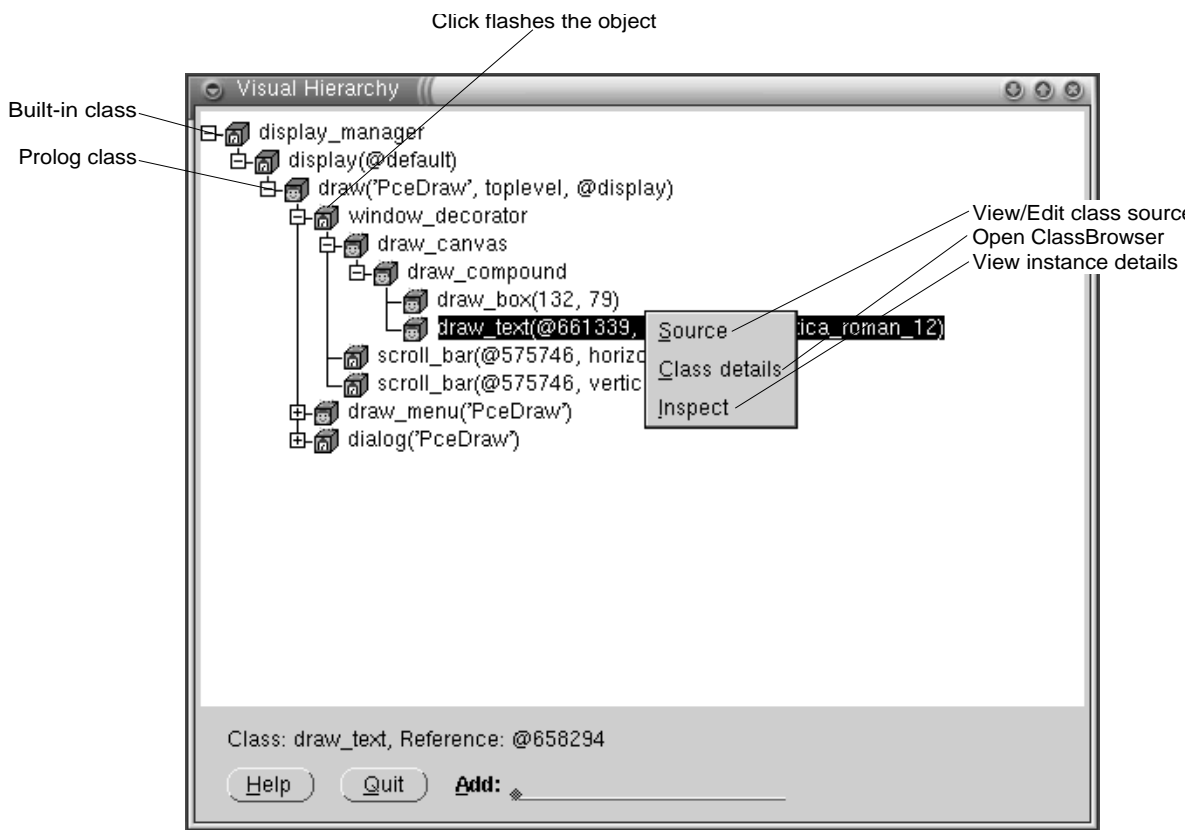 Click flashes the object
Visual Hierarchy
Built-in class
display_manager
Prolog class
display(@default)
draw('PceDraw', toplevel, @display)
window_decorator
View/Edit class source
draw_canvas
Open ClassBrowser
draw_compound
View instance details
draw_box(132, 79)
draw_text(@661339, tica_roman_12)
Source
scroll_bar(@575746, horizo
Class details
scroll_bar(@575746, vertic
Inspect
draw_menu('PceDraw')
dialog('PceDraw')
Class: draw_text, Reference: @658294
Help Quit Add: